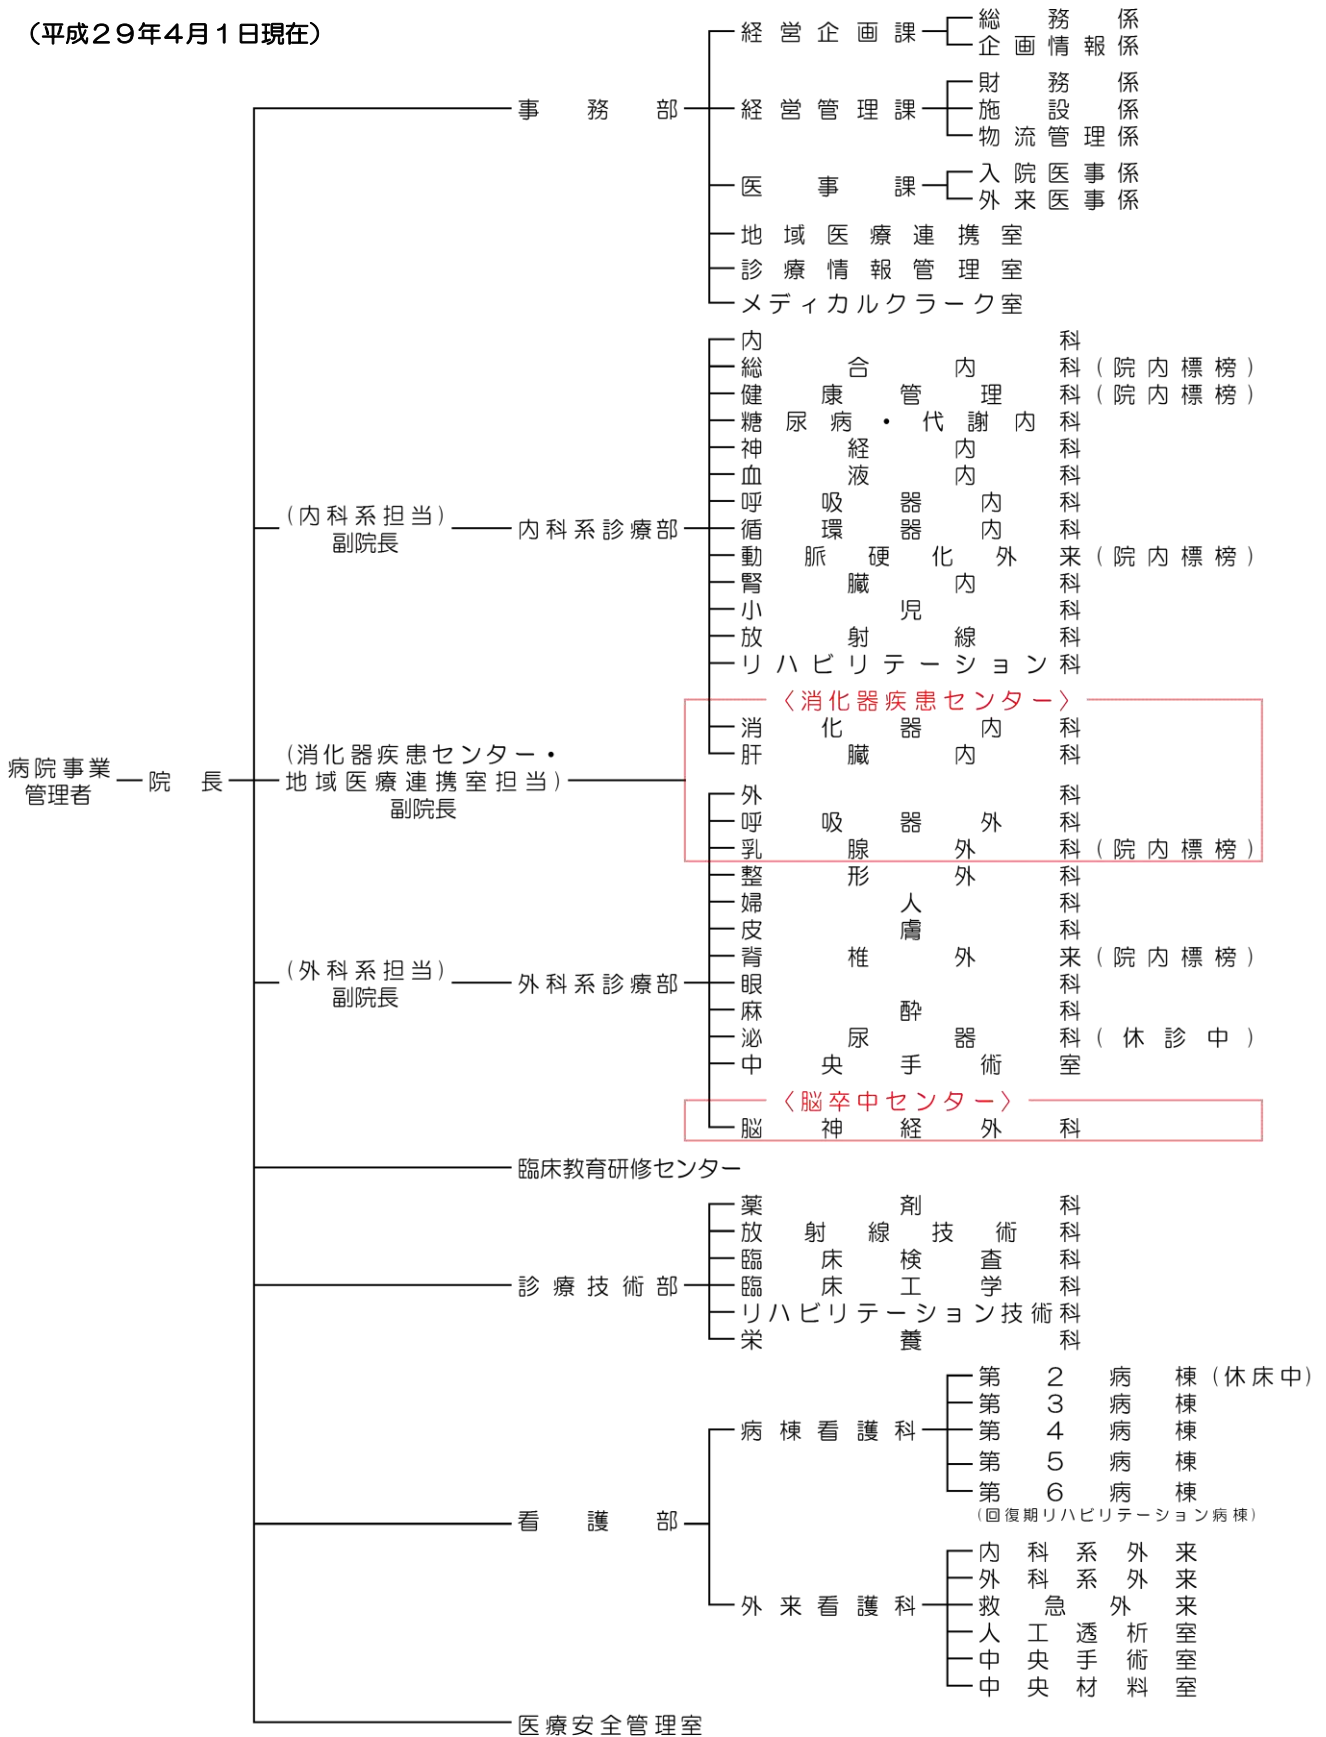 （平成２９年４月１日現在）
病院事業
管理者
院長
事務部
経営企画課
総務係
企画情報係
経営管理課
財務係
施設係
物流管理係
医事課
入院医事係
外来医事係
地域医療連携室
診療情報管理室
メディカルクラーク室
(内科系担当)
副院長
内科系診療部
内科
総合内科(院内標榜)
健康管理科(院内標榜)
糖尿病・代謝内科
神経内科
血液内科
呼吸器内科
循環器内科
動脈硬化外来(院内標榜)
腎臓内科
小児科
放射線科
リハビリテーション科
(消化器疾患センター・
地域医療連携室担当)
副院長
〈消化器疾患センター〉
消化器内科
肝臓内科
外科
呼吸器外科
乳腺外科(院内標榜)
(外科系担当)
副院長
外科系診療部
整形外科
婦人科
皮膚科
脊椎外来(院内標榜)
眼科
麻酔科
泌尿器科(休診中)
中央手術室
〈脳卒中センター〉
脳神経外科
臨床教育研修センター
診療技術部
薬剤科
放射線技術科
臨床検査科
臨床工学科
リハビリテーション技術科
栄養科
看護部
病棟看護科
第２病棟(休床中)
第３病棟
第４病棟
第５病棟
第６病棟
(回復期リハビリテーション病棟)
外来看護科
内科系外来
外科系外来
救急外来
人工透析室
中央手術室
中央材料室
医療安全管理室